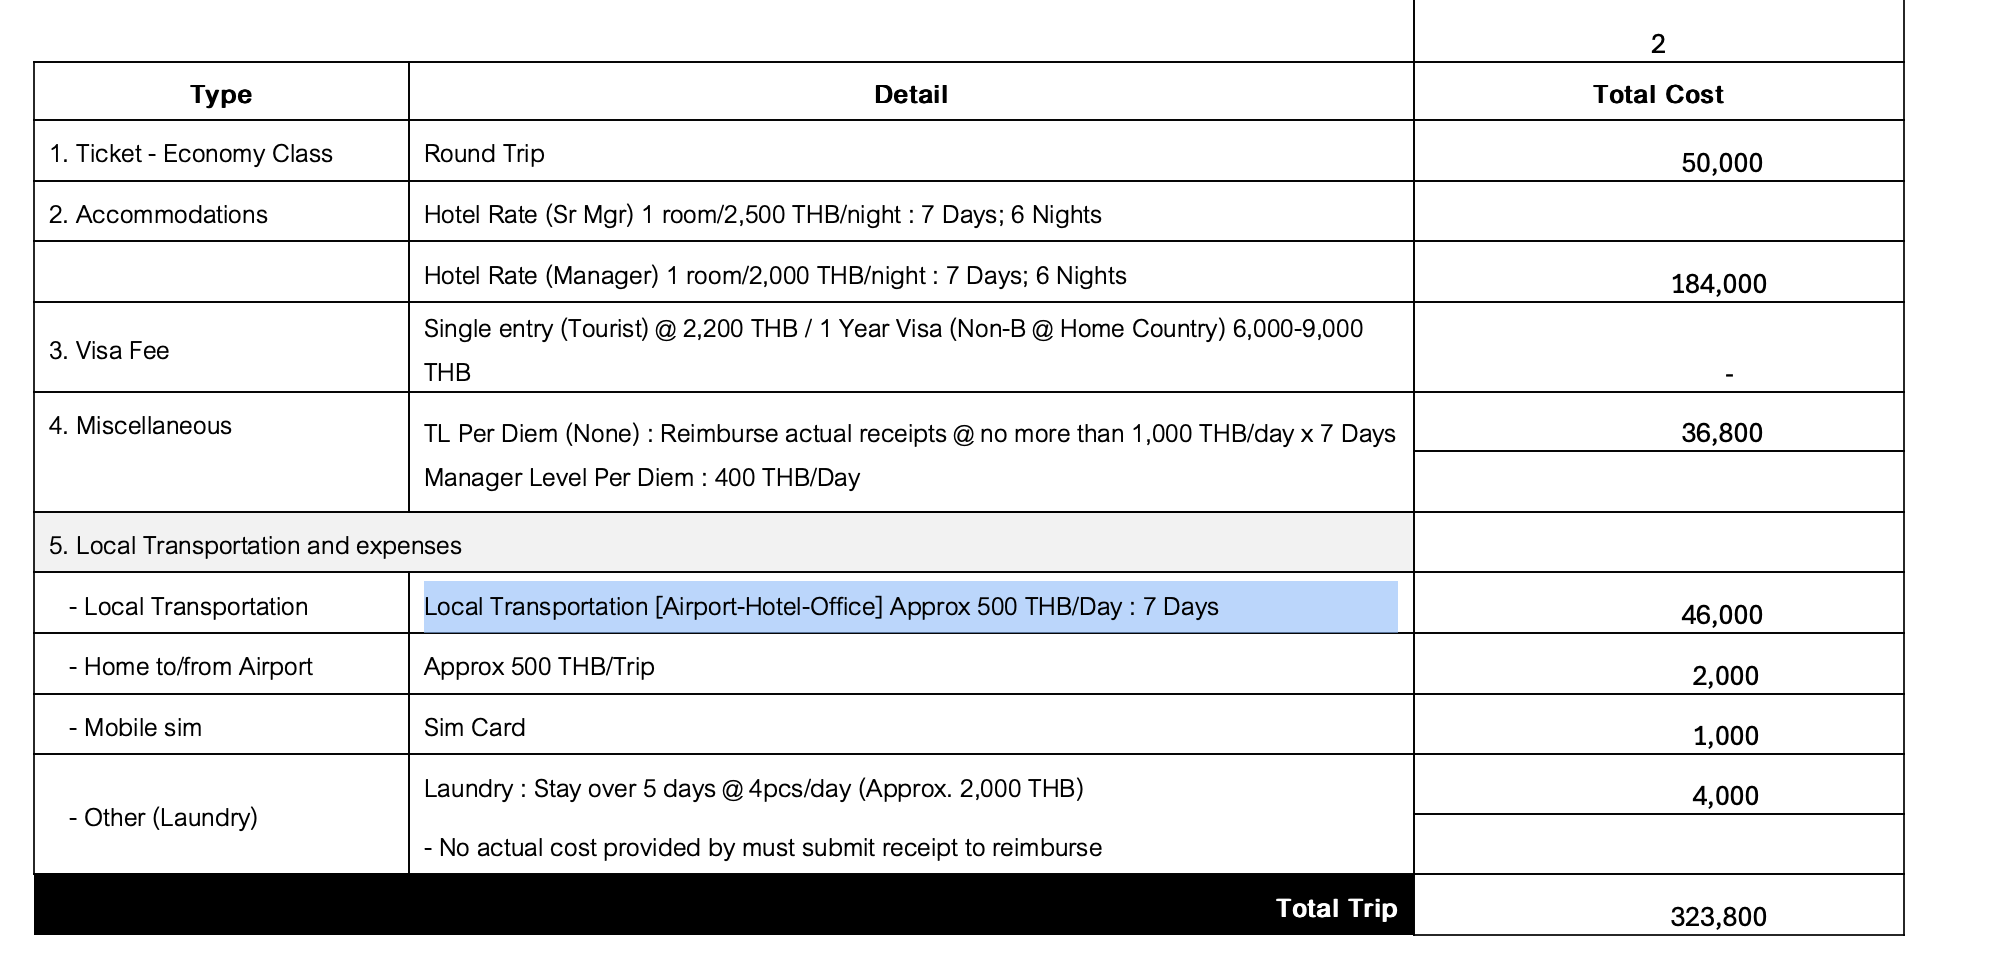 2
Type Detail Total Cost
1. Ticket - Economy Class Round Trip 50,000
2. Accommodations Hotel Rate (Sr Mgr) 1 room/2,500 THB/night : 7 Days; 6 Nights
Hotel Rate (Manager) 1 room/2,000 THB/night : 7 Days; 6 Nights 184,000
3. Visa Fee Single entry (Tourist) @ 2,200 THB / 1 Year Visa (Non-B @ Home Country) 6,000-9,000
THB -
4. Miscellaneous TL Per Diem (None) : Reimburse actual receipts @ no more than 1,000 THB/day x 7 Days 36,800
Manager Level Per Diem : 400 THB/Day
5. Local Transportation and expenses
- Local Transportation Local Transportation [Airport-Hotel-Office] Approx 500 THB/Day : 7 Days 46,000
- Home to/from Airport Approx 500 THB/Trip 2,000
- Mobile sim Sim Card 1,000
- Other (Laundry) Laundry : Stay over 5 days @ 4pcs/day (Approx. 2,000 THB) 4,000
- No actual cost provided by must submit receipt to reimburse
Total Trip 323,800